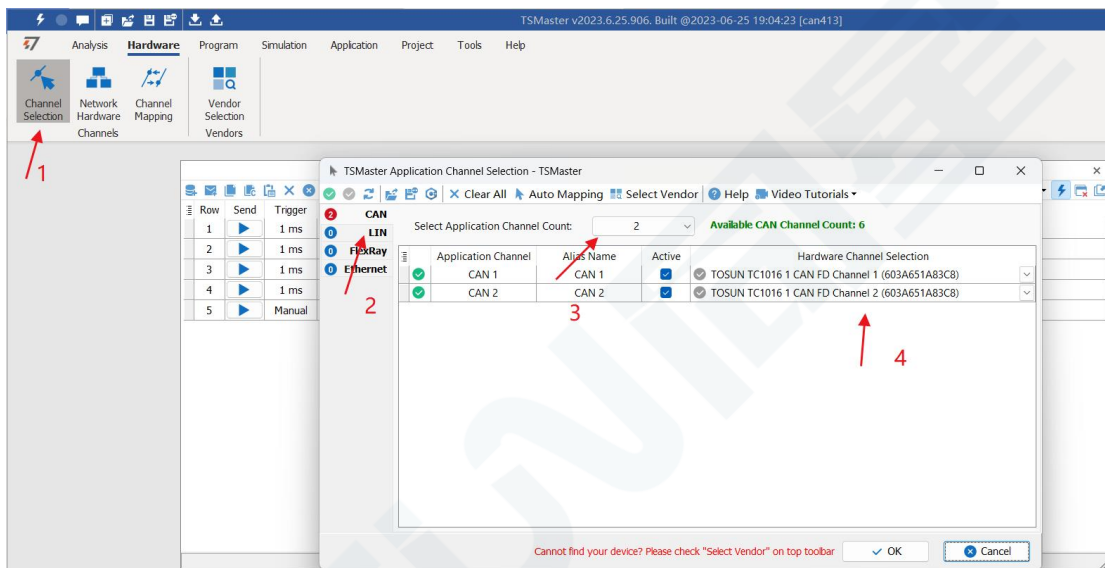 TSMaster v2023.6.25.906. Built @2023-06-25 19:04:23 [can413]
Analysis Hardware Program Simulation Application Project Tools Help
Channel Selection
Network Hardware
Channel Mapping
Channels
Vendor Selection
Vendors
1
TSMaster Application Channel Selection - TSMaster
Clear All Auto Mapping Select Vendor Help Video Tutorials
Row Send Trigger
1 1 ms
2 1 ms
3 1 ms
4 1 ms
5 Manual
2 CAN
0 LIN
0 FlexRay
0 Ethernet
2
Select Application Channel Count: 2 Available CAN Channel Count: 6
Application Channel Alias Name Active Hardware Channel Selection
CAN 1 CAN 1 TOSUN TC1016 1 CAN FD Channel 1 (603A651A83C8)
CAN 2 CAN 2 TOSUN TC1016 1 CAN FD Channel 2 (603A651A83C8)
3
4
Cannot find your device? Please check "Select Vendor" on top toolbar OK Cancel